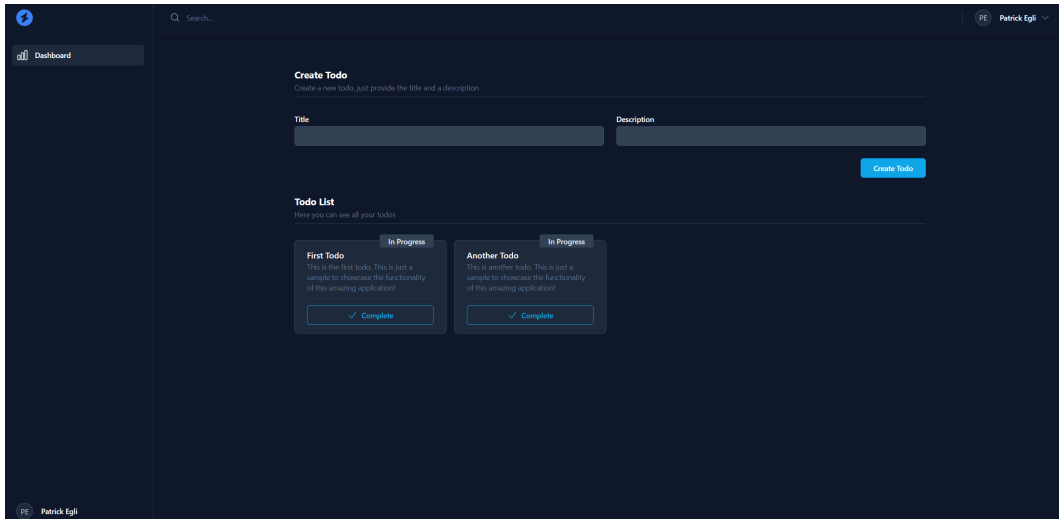 Search...
PE Patrick Egli
Dashboard
Create Todo
Create a new todo, just provide the title and a description
Title
Description
Create Todo
Todo List
Here you can see all your todos
In Progress
First Todo
This is the first todo. This is just a
sample to showcase the functionality
of this amazing application!
Complete
In Progress
Another Todo
This is another todo. This is just a
sample to showcase the functionality
of this amazing application!
Complete
PE Patrick Egli